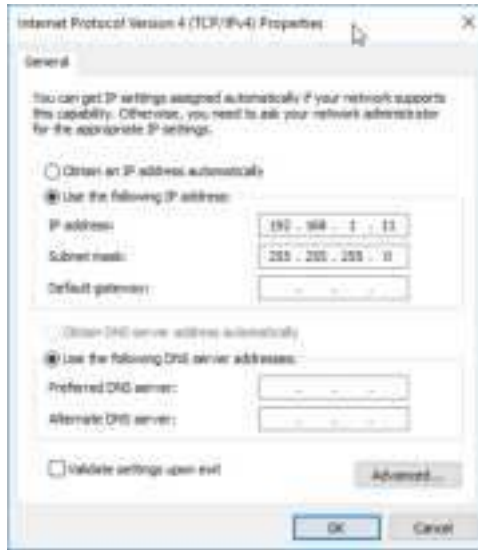 Internet Protocol Version 4 (TCP/IPv4) Properties
General
You can get IP settings assigned automatically if your network supports
this capability. Otherwise, you need to ask your network administrator
for the appropriate IP settings.
Obtain an IP address automatically
Use the following IP address:
IP address: 192 . 168 . 1 . 11
Subnet mask: 255 . 255 . 255 . 0
Default gateway: . . .
Obtain DNS server address automatically
Use the following DNS server addresses:
Preferred DNS server: . . .
Alternate DNS server: . . .
Validate settings upon exit
Advanced...
OK Cancel